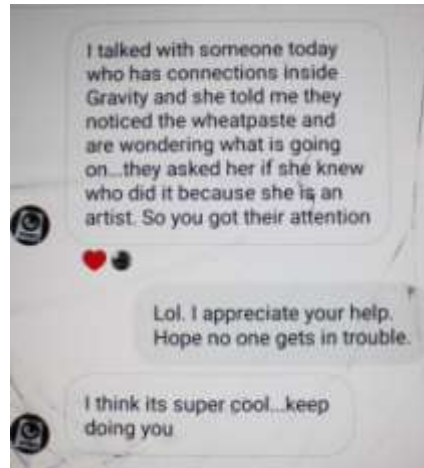 I talked with someone today
who has connections inside
Gravity and she told me they
noticed the wheatpaste and
are wondering what is going
on...they asked her if she knew
who did it because she is an
artist. So you got their attention
Lol. I appreciate your help.
Hope no one gets in trouble.
I think its super cool...keep
doing you